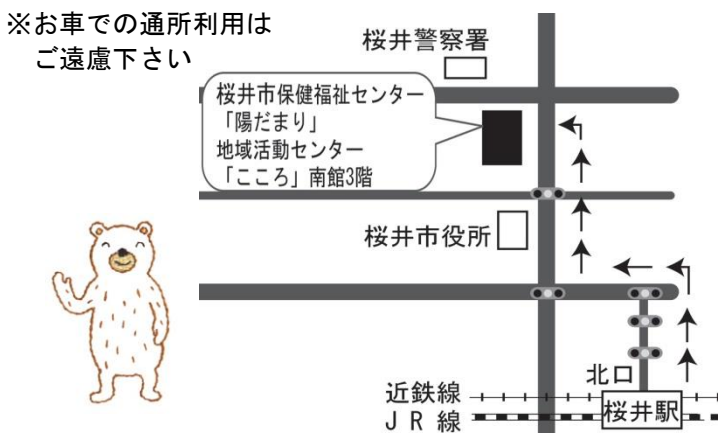 ※お車での通所利用は
ご遠慮下さい
桜井警察署
桜井市保健福祉センター
「陽だまり」
地域活動センター
「こころ」南館3階
桜井市役所
北口
近鉄線
JR線
桜井駅